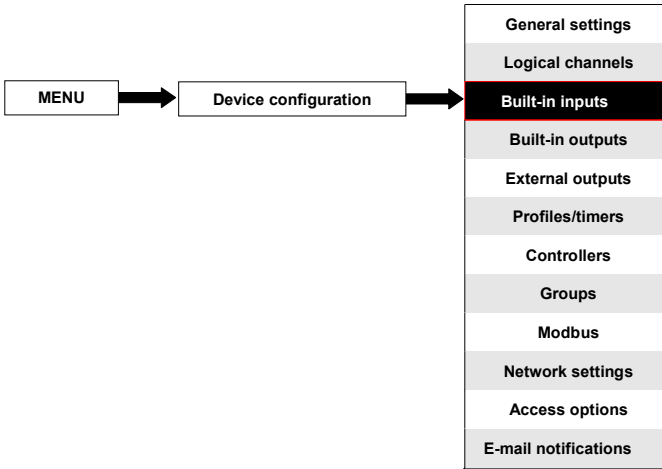 General settings
Logical channels
MENU
Device configuration
Built-in inputs
Built-in outputs
External outputs
Profiles/timers
Controllers
Groups
Modbus
Network settings
Access options
E-mail notifications